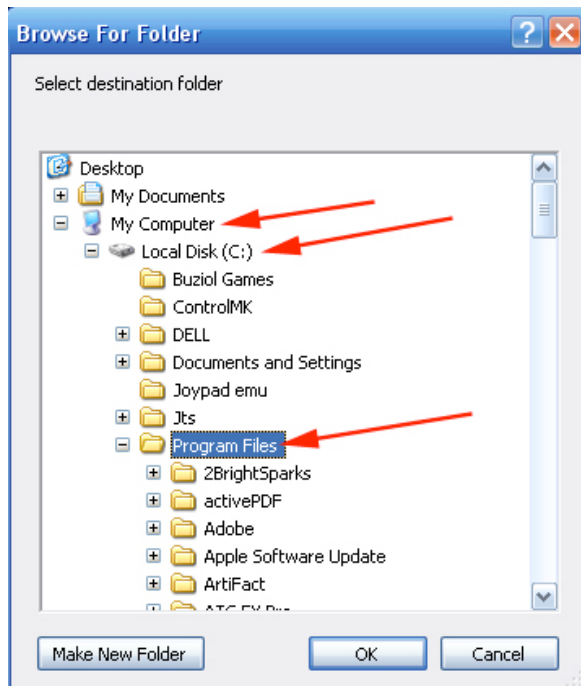 Browse For Folder
Select destination folder
Desktop
My Documents
My Computer
Local Disk (C:)
Buziol Games
ControlMK
DELL
Documents and Settings
Joypad emu
Jts
Program Files
2BrightSparks
activePDF
Adobe
Apple Software Update
ArtiFact
Make New Folder OK Cancel